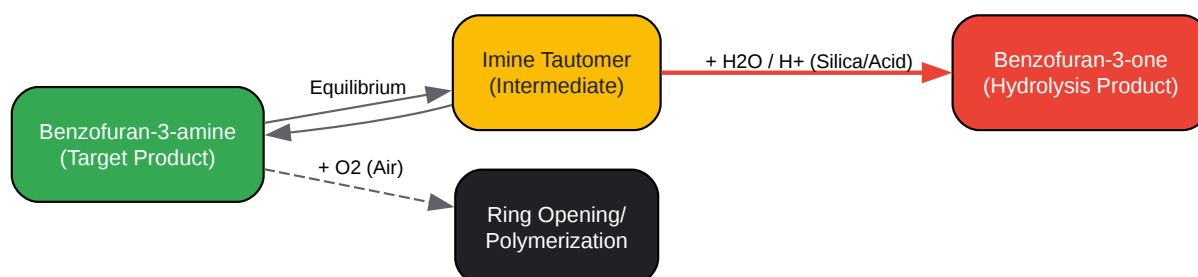 Benzofuran-3-amine
(Target Product)
Equilibrium
+ O2 (Air)
Imine Tautomer
(Intermediate)
Ring Opening/
Polymerization
+ H2O / H+ (Silica/Acid)
Benzofuran-3-one
(Hydrolysis Product)